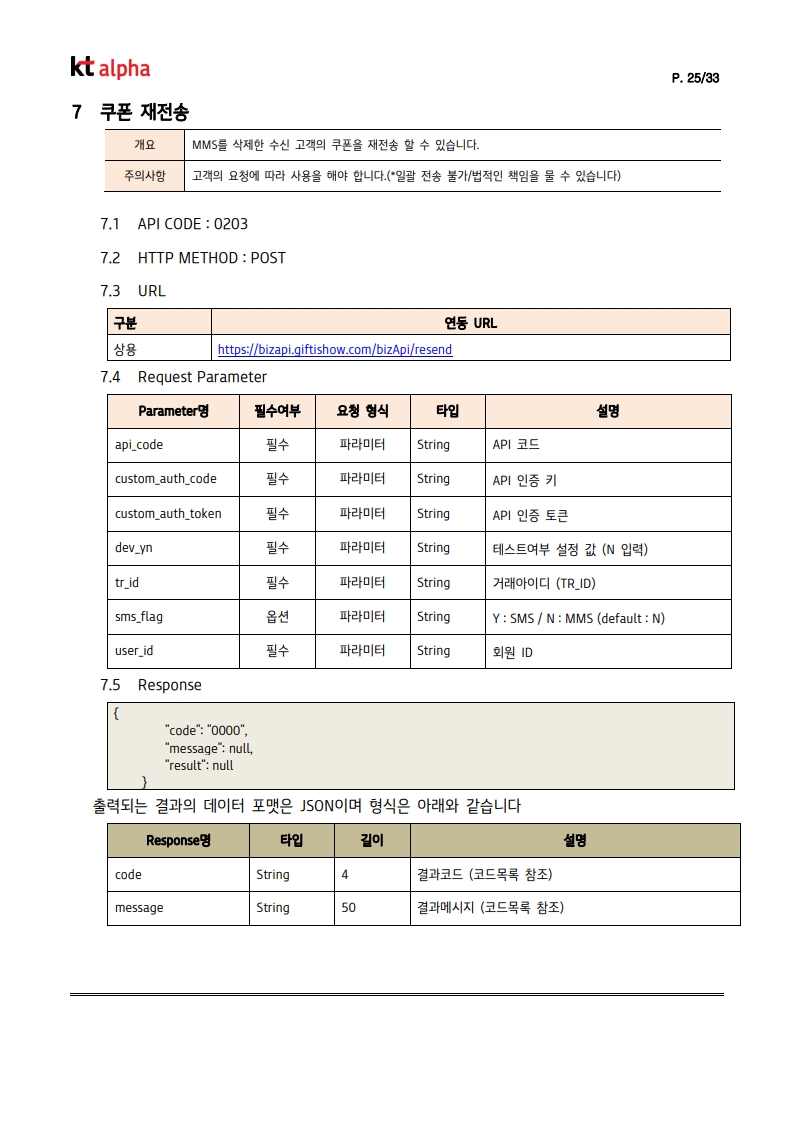 kt alpha
P. 25/33
7 쿠폰 재전송
개요 MMS를 삭제한 수신 고객의 쿠폰을 재전송 할 수 있습니다.
주의사항 고객의 요청에 따라 사용을 해야 합니다.(*일괄 전송 불가/법적인 책임을 물 수 있습니다)
7.1 API CODE : 0203
7.2 HTTP METHOD : POST
7.3 URL
구분 연동 URL
상용 https://bizapi.giftishow.com/bizApi/resend
7.4 Request Parameter
Parameter명 필수여부 요청 형식 타입 설명
api_code 필수 파라미터 String API 코드
custom_auth_code 필수 파라미터 String API 인증 키
custom_auth_token 필수 파라미터 String API 인증 토큰
dev_yn 필수 파라미터 String 테스트여부 설정 값 (N 입력)
tr_id 필수 파라미터 String 거래아이디 (TR_ID)
sms_flag 옵션 파라미터 String Y : SMS / N : MMS (default : N)
user_id 필수 파라미터 String 회원 ID
7.5 Response
{
"code": "0000",
"message": null,
"result": null
}
출력되는 결과의 데이터 포맷은 JSON이며 형식은 아래와 같습니다
Response명 타입 길이 설명
code String 4 결과코드 (코드목록 참조)
message String 50 결과메시지 (코드목록 참조)